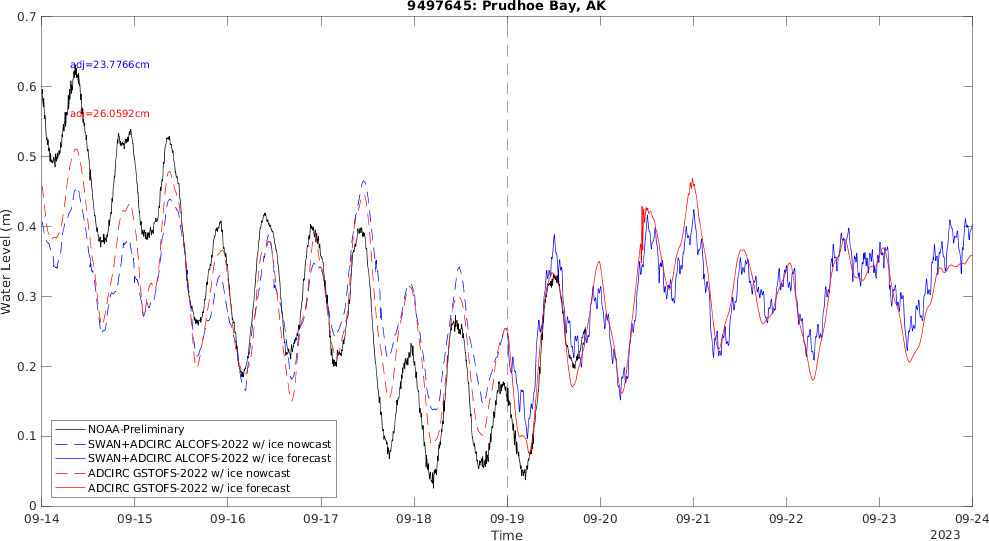 9497645: Prudhoe Bay, AK
0.7
0.6
0.5
0.4
0.3
0.2
0.1
0
Water Level (m)
adj=23.7766cm
adj=26.0592cm
NOAA-Preliminary
SWAN+ADCIRC ALCOFS-2022 w/ ice nowcast
SWAN+ADCIRC ALCOFS-2022 w/ ice forecast
ADCIRC GSTOFS-2022 w/ ice nowcast
ADCIRC GSTOFS-2022 w/ ice forecast
09-14 09-15 09-16 09-17 09-18 09-19 09-20 09-21 09-22 09-23 09-24
Time
2023